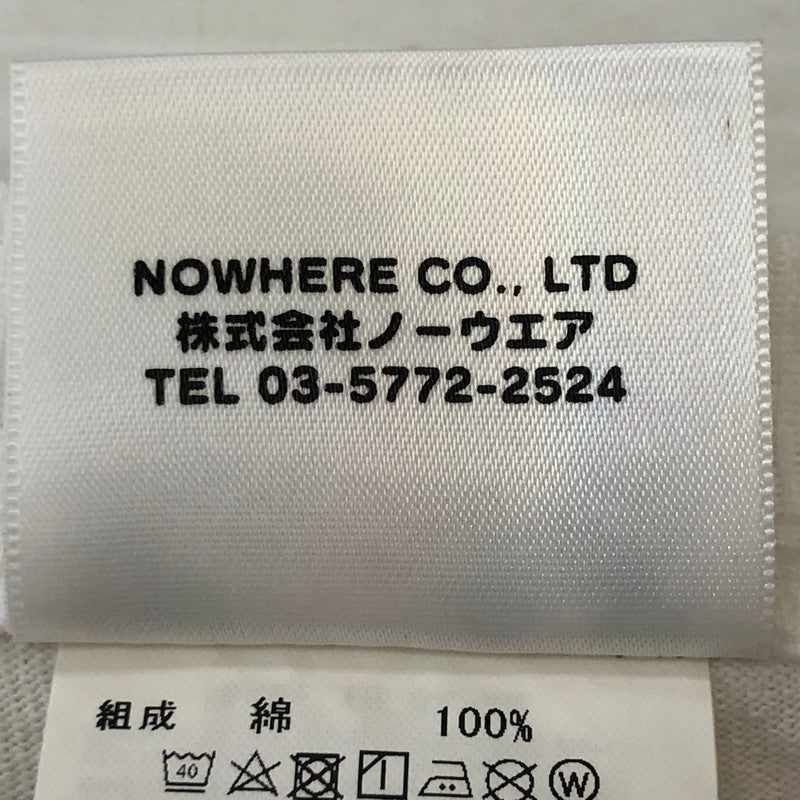 NOWHERE CO., LTD
株式会社ノーウエア
TEL 03-5772-2524
組成 綿 100%
40 W